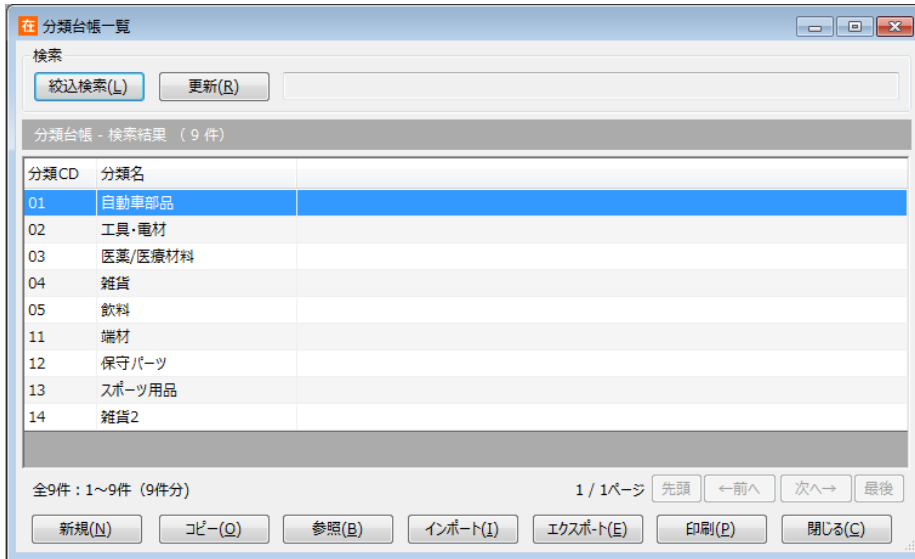 在 分類台帳一覧
検索
絞込検索(L) 更新(R)
分類台帳 - 検索結果 （ 9 件）
分類CD 分類名
01 自動車部品
02 工具・電材
03 医薬/医療材料
04 雑貨
05 飲料
11 端材
12 保守パーツ
13 スポーツ用品
14 雑貨2
全9件：1～9件（9件分） 1 / 1ページ 先頭 ←前へ 次へ→ 最後
新規(N) コピー(O) 参照(B) インポート(I) エクスポート(E) 印刷(P) 閉じる(C)